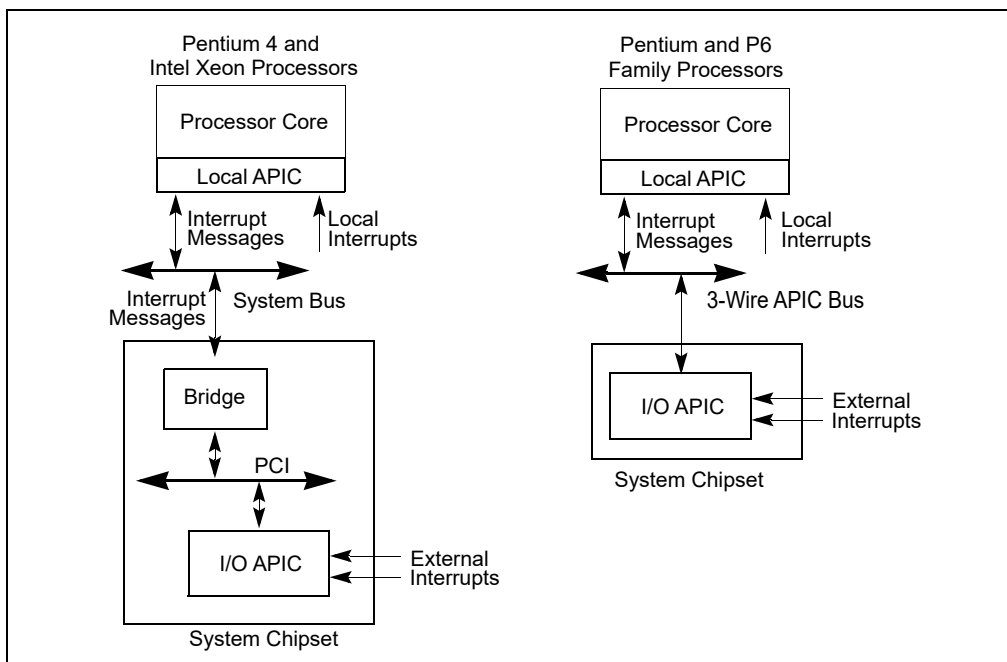 Pentium 4 and
Intel Xeon Processors
Processor Core
Local APIC
Interrupt
Messages
Local
Interrupts
Interrupt
Messages
System Bus
Bridge
PCI
I/O APIC
External
Interrupts
System Chipset
Pentium and P6
Family Processors
Processor Core
Local APIC
Interrupt
Messages
Local
Interrupts
3-Wire APIC Bus
I/O APIC
External
Interrupts
System Chipset